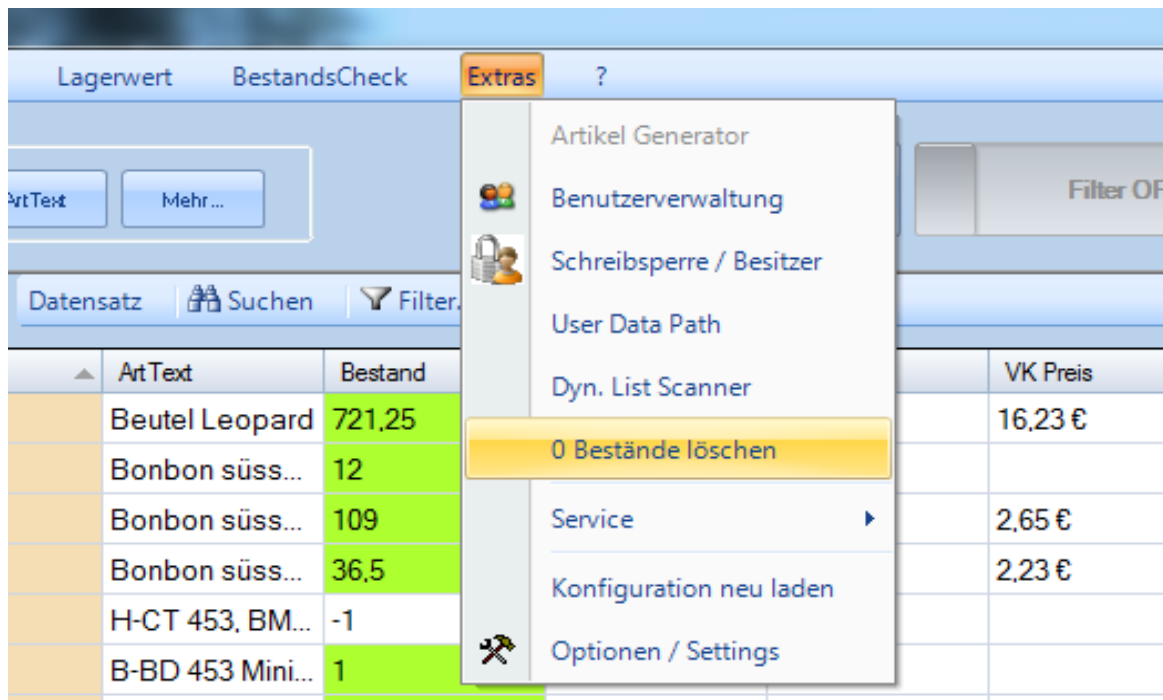 Lagerwert BestandsCheck Extras ?
Artikel Generator
ArtText Mehr... Benutzerverwaltung Filter OF
Schreibsperre / Besitzer
Datensatz Suchen Filter.
User Data Path
ArtText Bestand VK Preis
Dyn. List Scanner
Beutel Leopard 721,25 16,23 €
0 Bestände löschen
Bonbon süss... 12
Bonbon süss... 109 Service 2,65 €
Bonbon süss... 36,5 2,23 €
Konfiguration neu laden
H-CT 453, BM... -1
B-BD 453 Mini... 1 Optionen / Settings